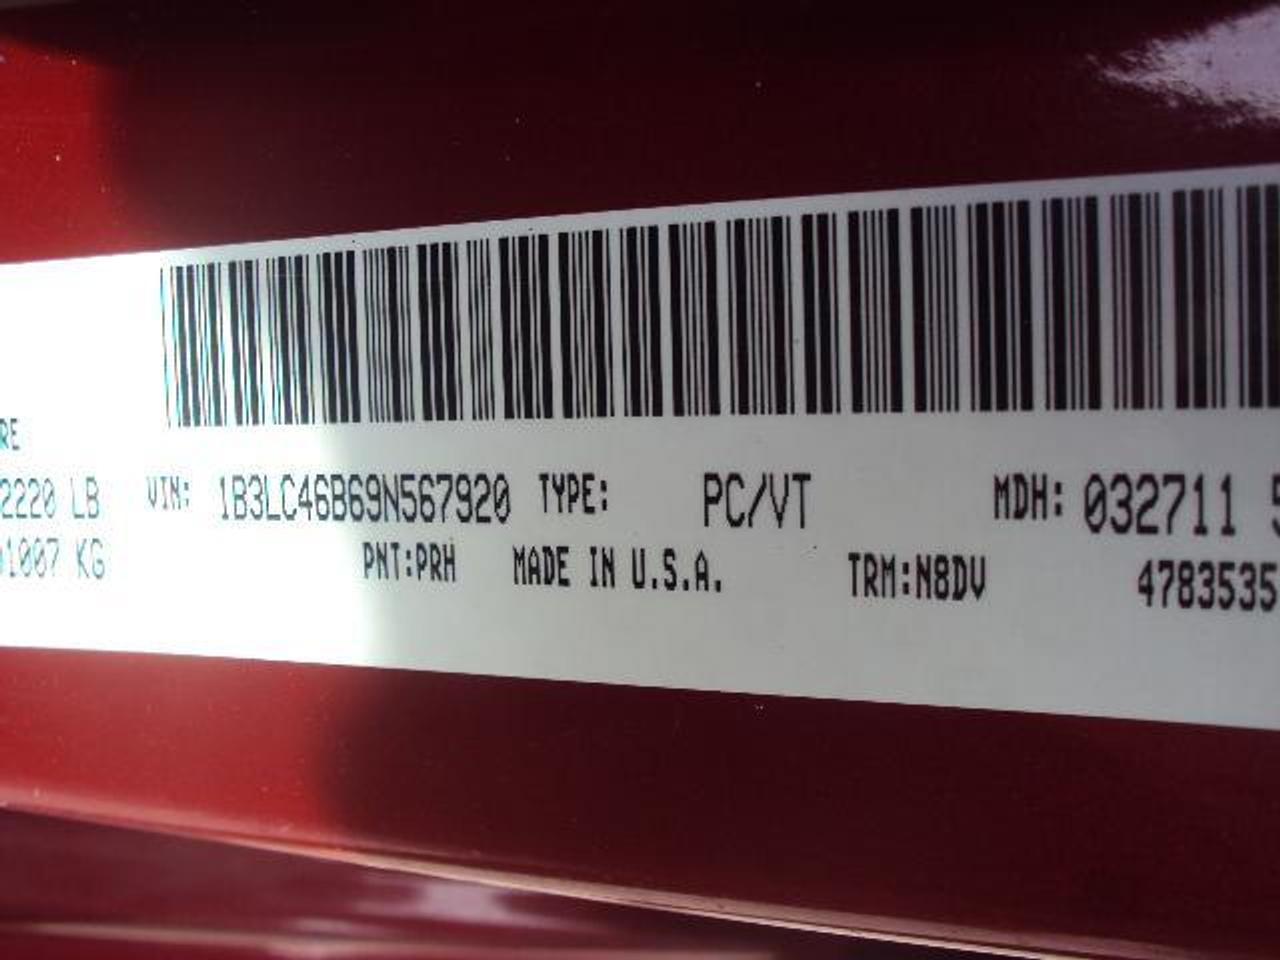 RE
2220 LB VIN: 1B3LC46B69N567920 TYPE: PC/VT MDH: 032711 5
1007 KG PNT:PRH MADE IN U.S.A. TRM:N8DV 4783535